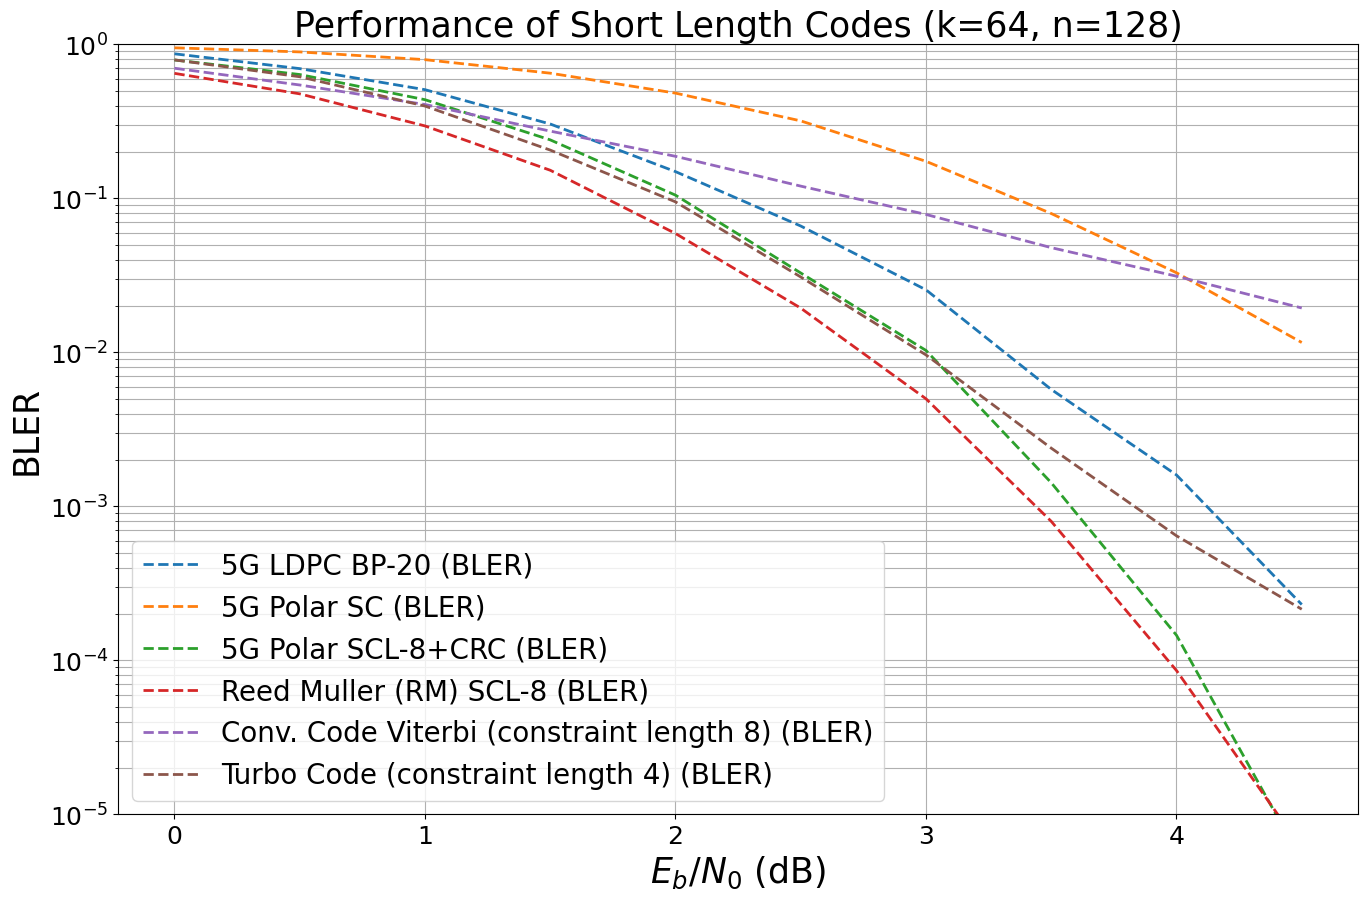 Performance of Short Length Codes (k=64, n=128)
10⁰
10⁻¹
10⁻²
10⁻³
10⁻⁴
10⁻⁵
BLER
5G LDPC BP-20 (BLER)
5G Polar SC (BLER)
5G Polar SCL-8+CRC (BLER)
Reed Muller (RM) SCL-8 (BLER)
Conv. Code Viterbi (constraint length 8) (BLER)
Turbo Code (constraint length 4) (BLER)
0 1 2 3 4
E_b/N_0 (dB)